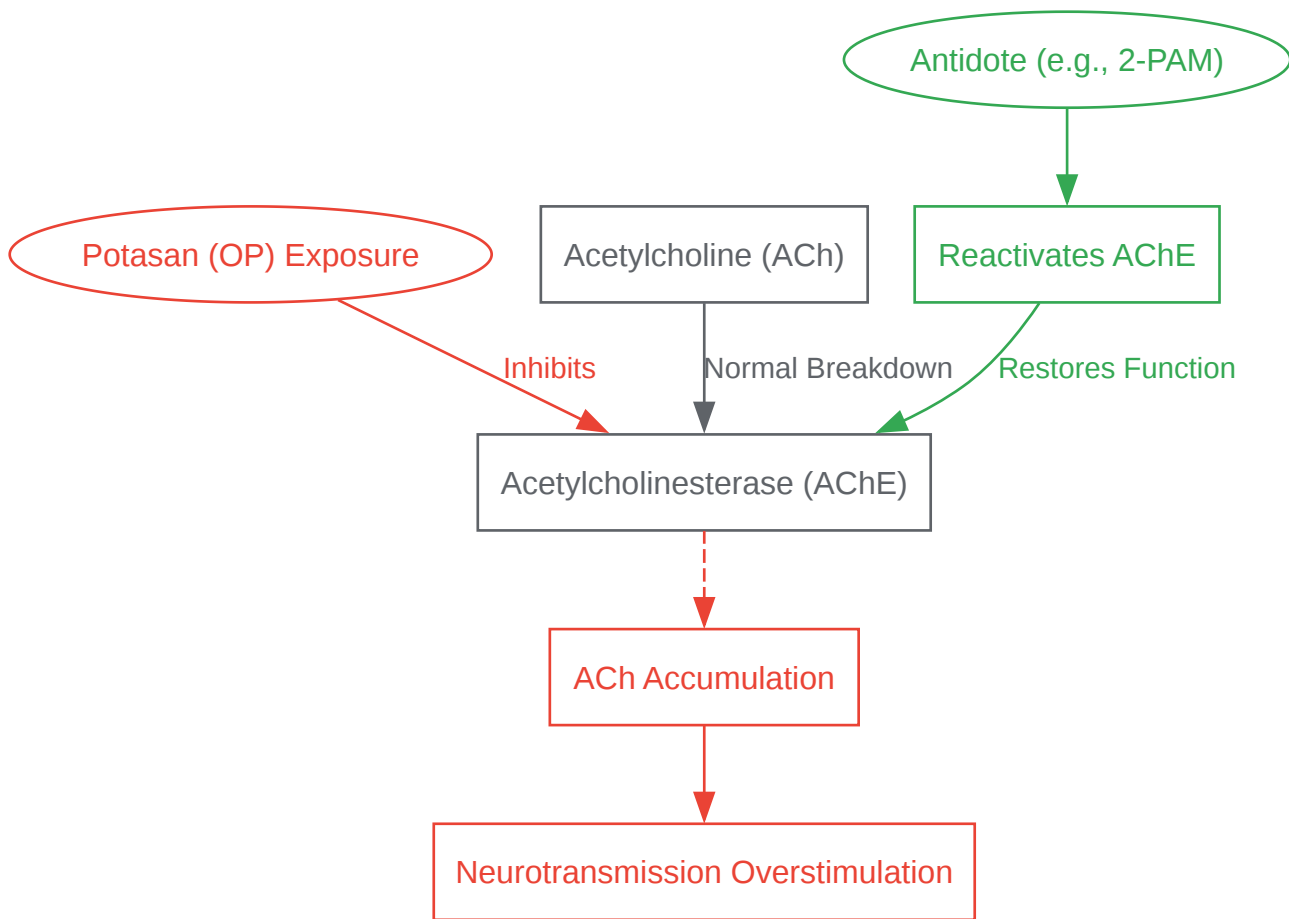 Antidote (e.g., 2-PAM)
Potasan (OP) Exposure
Acetylcholine (ACh)
Reactivates AChE
Inhibits
Normal Breakdown
Restores Function
Acetylcholinesterase (AChE)
ACh Accumulation
Neurotransmission Overstimulation